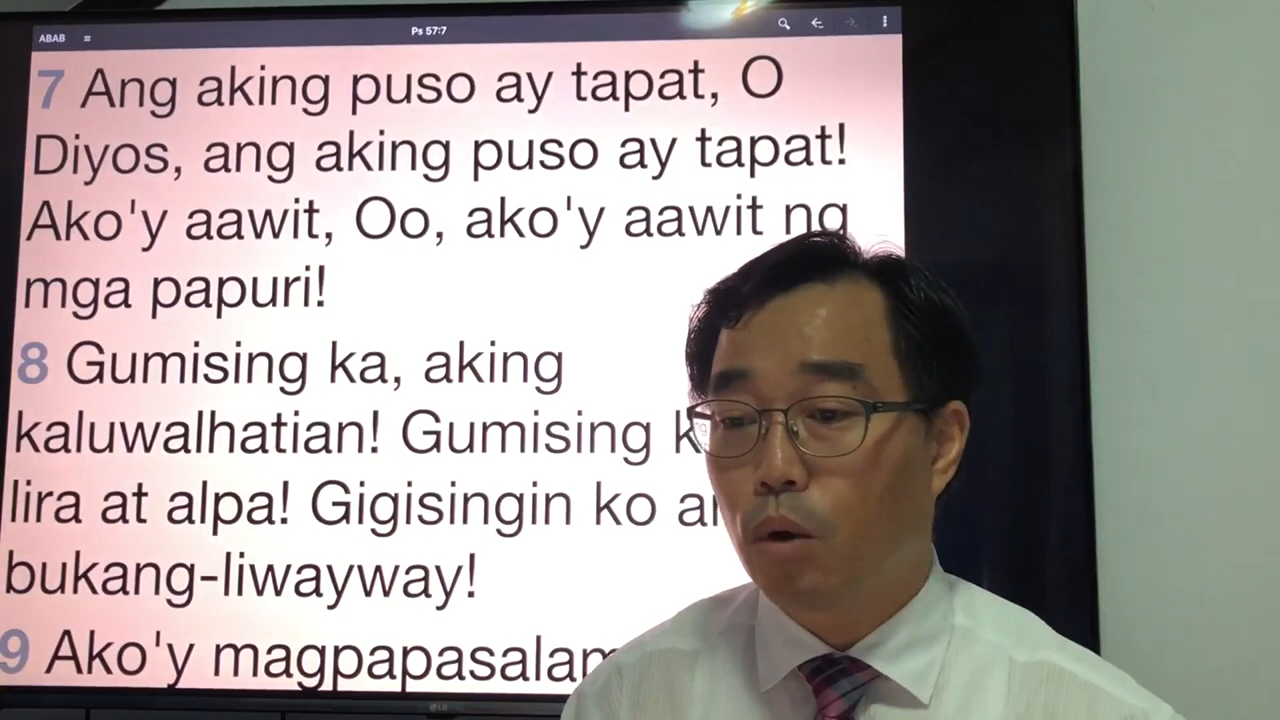 ABAB
Ps 57:7
7 Ang aking puso ay tapat, O
Diyos, ang aking puso ay tapat!
Ako'y aawit, Oo, ako'y aawit ng
mga papuri!
8 Gumising ka, aking
kaluwalhatian! Gumising
lira at alpa! Gigisingin ko
bukang-liwayway!
9 Ako'y
LG